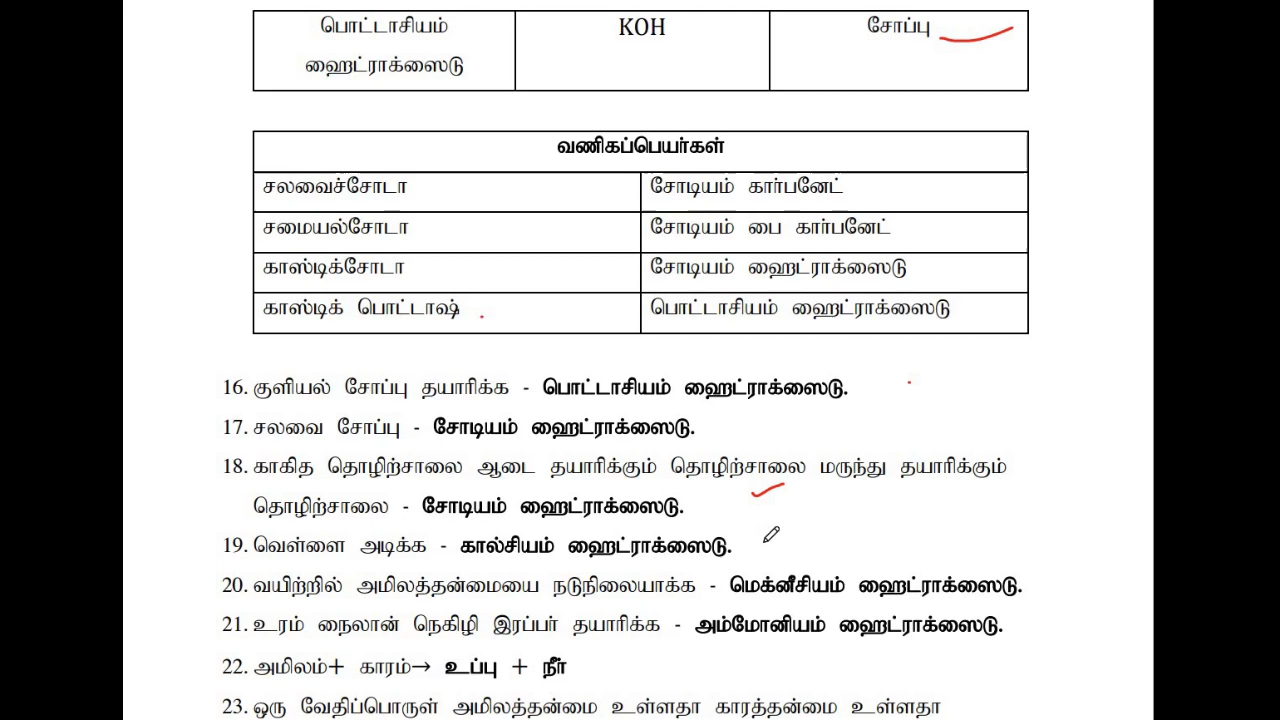 பொட்டாசியம் KOH சோப்பு
ஹைட்ராக்ஸைடு
வணிகப்பெயர்கள்
சலவைச்சோடா சோடியம் கார்பனேட்
சமையல்சோடா சோடியம் பை கார்பனேட்
காஸ்டிக்சோடா சோடியம் ஹைட்ராக்ஸைடு
காஸ்டிக் பொட்டாஷ் பொட்டாசியம் ஹைட்ராக்ஸைடு
16. குளியல் சோப்பு தயாரிக்க - பொட்டாசியம் ஹைட்ராக்ஸைடு.
17. சலவை சோப்பு - சோடியம் ஹைட்ராக்ஸைடு.
18. காகித தொழிற்சாலை ஆடை தயாரிக்கும் தொழிற்சாலை மருந்து தயாரிக்கும்
தொழிற்சாலை - சோடியம் ஹைட்ராக்ஸைடு.
19. வெள்ளை அடிக்க - கால்சியம் ஹைட்ராக்ஸைடு.
20. வயிற்றில் அமிலத்தன்மையை நடுநிலையாக்க - மெக்னீசியம் ஹைட்ராக்ஸைடு.
21. உரம் நைலான் நெகிழி இரப்பர் தயாரிக்க - அம்மோனியம் ஹைட்ராக்ஸைடு.
22. அமிலம்+ காரம்→ உப்பு + நீர்
23. ஒரு வேதிப்பொருள் அமிலத்தன்மை உள்ளதா காரத்தன்மை உள்ளதா